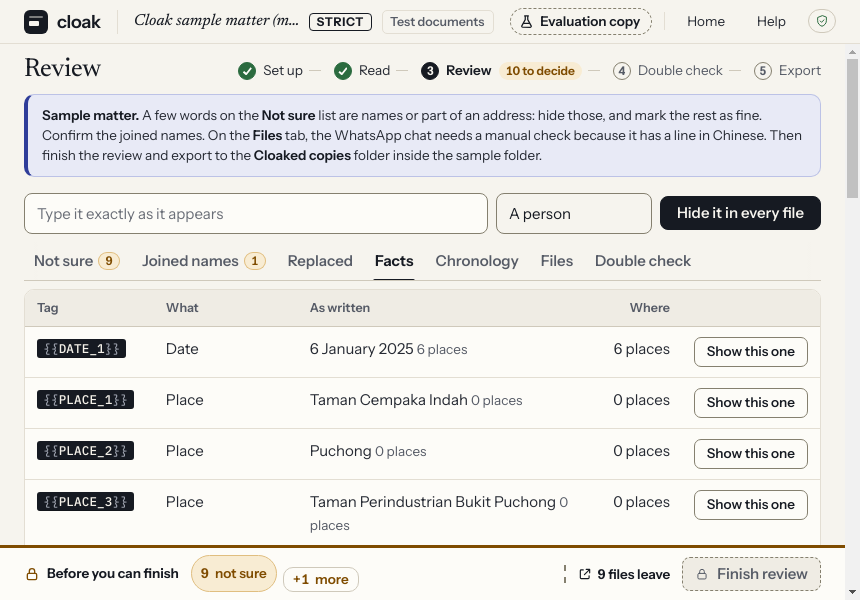 cloak
Cloak sample matter (m...
STRICT
Test documents
Evaluation copy
Home
Help
Review
Set up
Read
3 Review 10 to decide
4 Double check
5 Export
Sample matter. A few words on the Not sure list are names or part of an address: hide those, and mark the rest as fine.
Confirm the joined names. On the Files tab, the WhatsApp chat needs a manual check because it has a line in Chinese. Then
finish the review and export to the Cloaked copies folder inside the sample folder.
Type it exactly as it appears
A person
Hide it in every file
Not sure 9
Joined names 1
Replaced
Facts
Chronology
Files
Double check
Tag What As written Where
{{DATE_1}} Date 6 January 2025 6 places 6 places Show this one
{{PLACE_1}} Place Taman Cempaka Indah 0 places 0 places Show this one
{{PLACE_2}} Place Puchong 0 places 0 places Show this one
{{PLACE_3}} Place Taman Perindustrian Bukit Puchong 0 0 places Show this one
places
Before you can finish
9 not sure
+1 more
9 files leave
Finish review